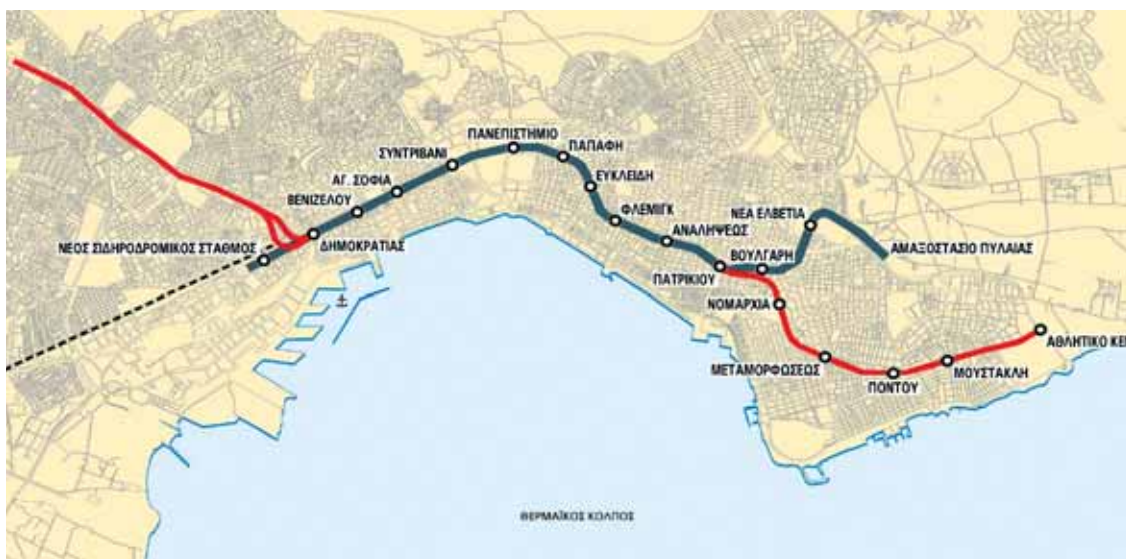 ΝΕΟΣ ΣΙΔΗΡΟΔΡΟΜΙΚΟΣ ΣΤΑΘΜΟΣ
ΔΗΜΟΚΡΑΤΙΑΣ
ΒΕΝΙΖΕΛΟΥ
ΑΓ. ΣΟΦΙΑ
ΣΥΝΤΡΙΒΑΝΙ
ΠΑΝΕΠΙΣΤΗΜΙΟ
ΠΑΠΑΦΗ
ΕΥΚΛΕΙΔΗ
ΦΛΕΜΙΓΚ
ΑΝΑΛΗΨΕΩΣ
ΠΑΤΡΙΚΙΟΥ
ΒΟΥΛΓΑΡΗ
ΝΕΑ ΕΛΒΕΤΙΑ
ΑΜΑΞΟΣΤΑΣΙΟ ΠΥΛΑΙΑΣ
ΝΟΜΑΡΧΙΑ
ΜΕΤΑΜΟΡΦΩΣΕΩΣ
ΠΟΝΤΟΥ
ΜΟΥΣΤΑΚΛΗ
ΑΘΛΗΤΙΚΟ ΚΕ
ΘΕΡΜΑΪΚΟΣ ΚΟΛΠΟΣ